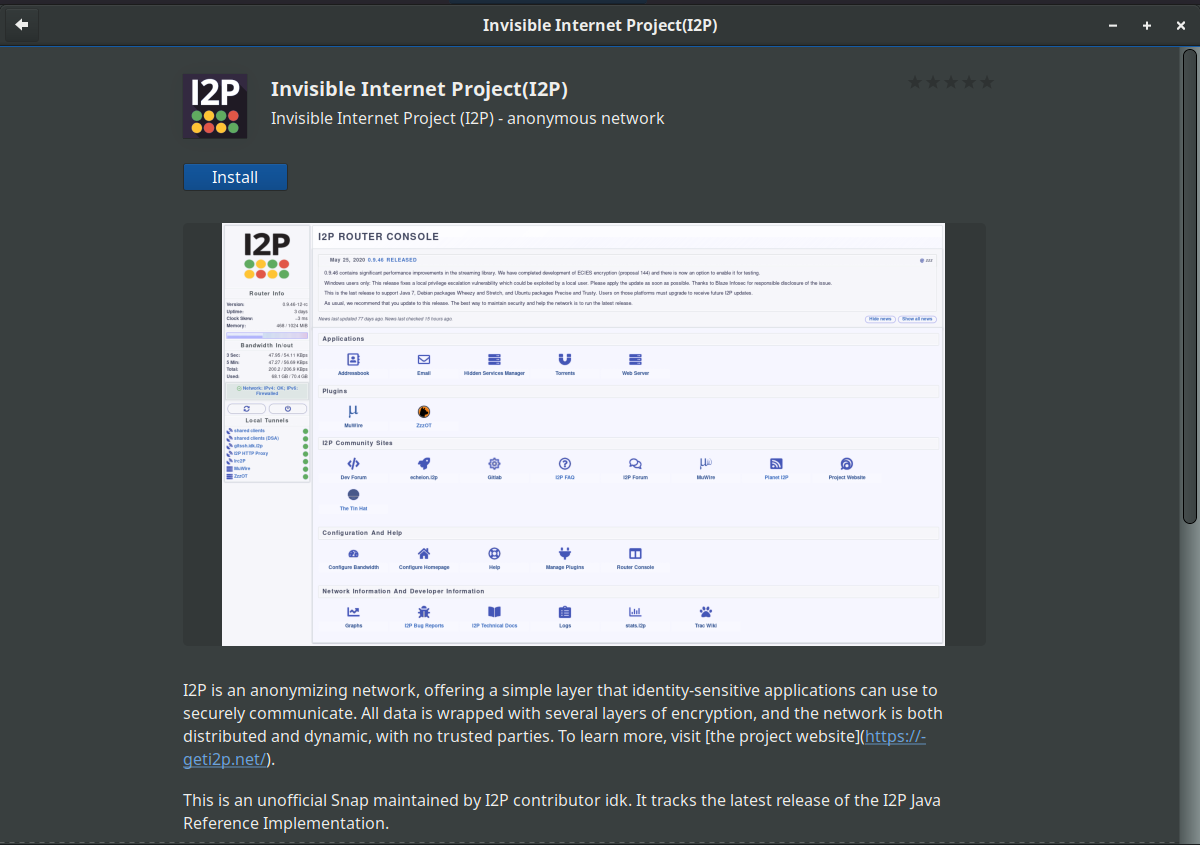 Invisible Internet Project(I2P)
I2P
Invisible Internet Project(I2P)
Invisible Internet Project (I2P) - anonymous network
Install
I2P
Router Info
Version:
Uptime: 3 days
Clock Skew: -3 ms
Memory: 468 / 1024 MiB
Bandwidth In/out
3 Sec: 47.95 / 54.11 KBps
5 Min: 47.27 / 56.69 KBps
Total:
Used: 69.1 GB / 70.4 GB
Network: IPv4: OK; IPv6:
Firewalled
Local Tunnels
shared clients
shared clients (DSA)
I2P HTTP Proxy
Irc2P
MuWire
ZzzOT
I2P ROUTER CONSOLE
May 25, 2020 0.9.46 RELEASED
0.9.46 contains significant performance improvements in the streaming library. We have completed development of ECIES encryption (proposal 144) and there is now an option to enable it for testing.
Windows users only: This release fixes a local privilege escalation vulnerability which could be exploited by a local user. Please apply the update as soon as possible. Thanks to Blaze Infosec for responsible disclosure of the issue.
This is the last release to support Java 7, Debian packages Wheezy and Stretch, and Ubuntu packages Precise and Trusty. Users on those platforms must upgrade to receive future I2P updates.
As usual, we recommend that you update to this release. The best way to maintain security and help the network is to run the latest release.
News last updated 77 days ago. News last checked 15 hours ago.
Hide news Show all news
Applications
Addressbook Email Hidden Services Manager Torrents Web Server
Plugins
MuWire ZzzOT
I2P Community Sites
Dev Forum echelon.i2p Gitlab I2P FAQ I2P Forum MuWire Planet I2P Project Website
The Tin Hat
Configuration And Help
Configure Bandwidth Configure Homepage Help Manage Plugins Router Console
Network Information And Developer Information
Graphs I2P Bug Reports I2P Technical Docs Logs stats.i2p Trac Wiki
I2P is an anonymizing network, offering a simple layer that identity-sensitive applications can use to
securely communicate. All data is wrapped with several layers of encryption, and the network is both
distributed and dynamic, with no trusted parties. To learn more, visit [the project website](https://-
geti2p.net/).
This is an unofficial Snap maintained by I2P contributor idk. It tracks the latest release of the I2P Java
Reference Implementation.